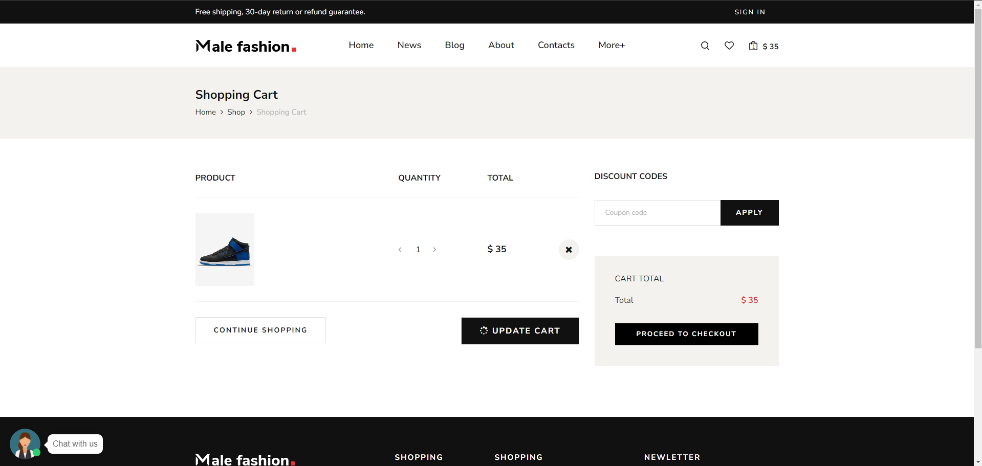 Free shipping, 30-day return or refund guarantee.
SIGN IN
Male fashion.
Home
News
Blog
About
Contacts
More+
$ 35
Shopping Cart
Home > Shop > Shopping Cart
PRODUCT
QUANTITY
TOTAL
DISCOUNT CODES
Coupon code
APPLY
< 1 >
$ 35
CART TOTAL
Total
$ 35
CONTINUE SHOPPING
UPDATE CART
PROCEED TO CHECKOUT
Chat with us
Male fashion.
SHOPPING
SHOPPING
NEWLETTER